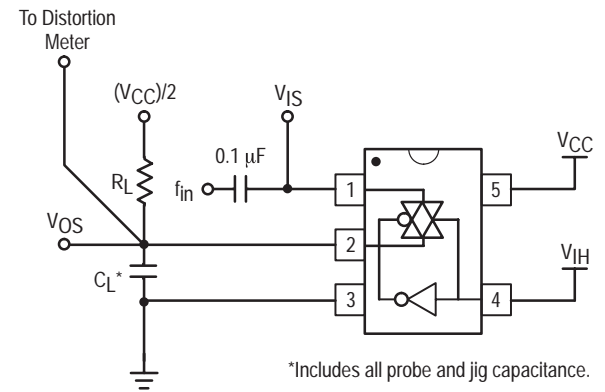 To Distortion
Meter
(VCC)/2
VIS
0.1 μF
VCC
RL
fin
1
5
VOS
2
VIH
CL*
3
4
*Includes all probe and jig capacitance.